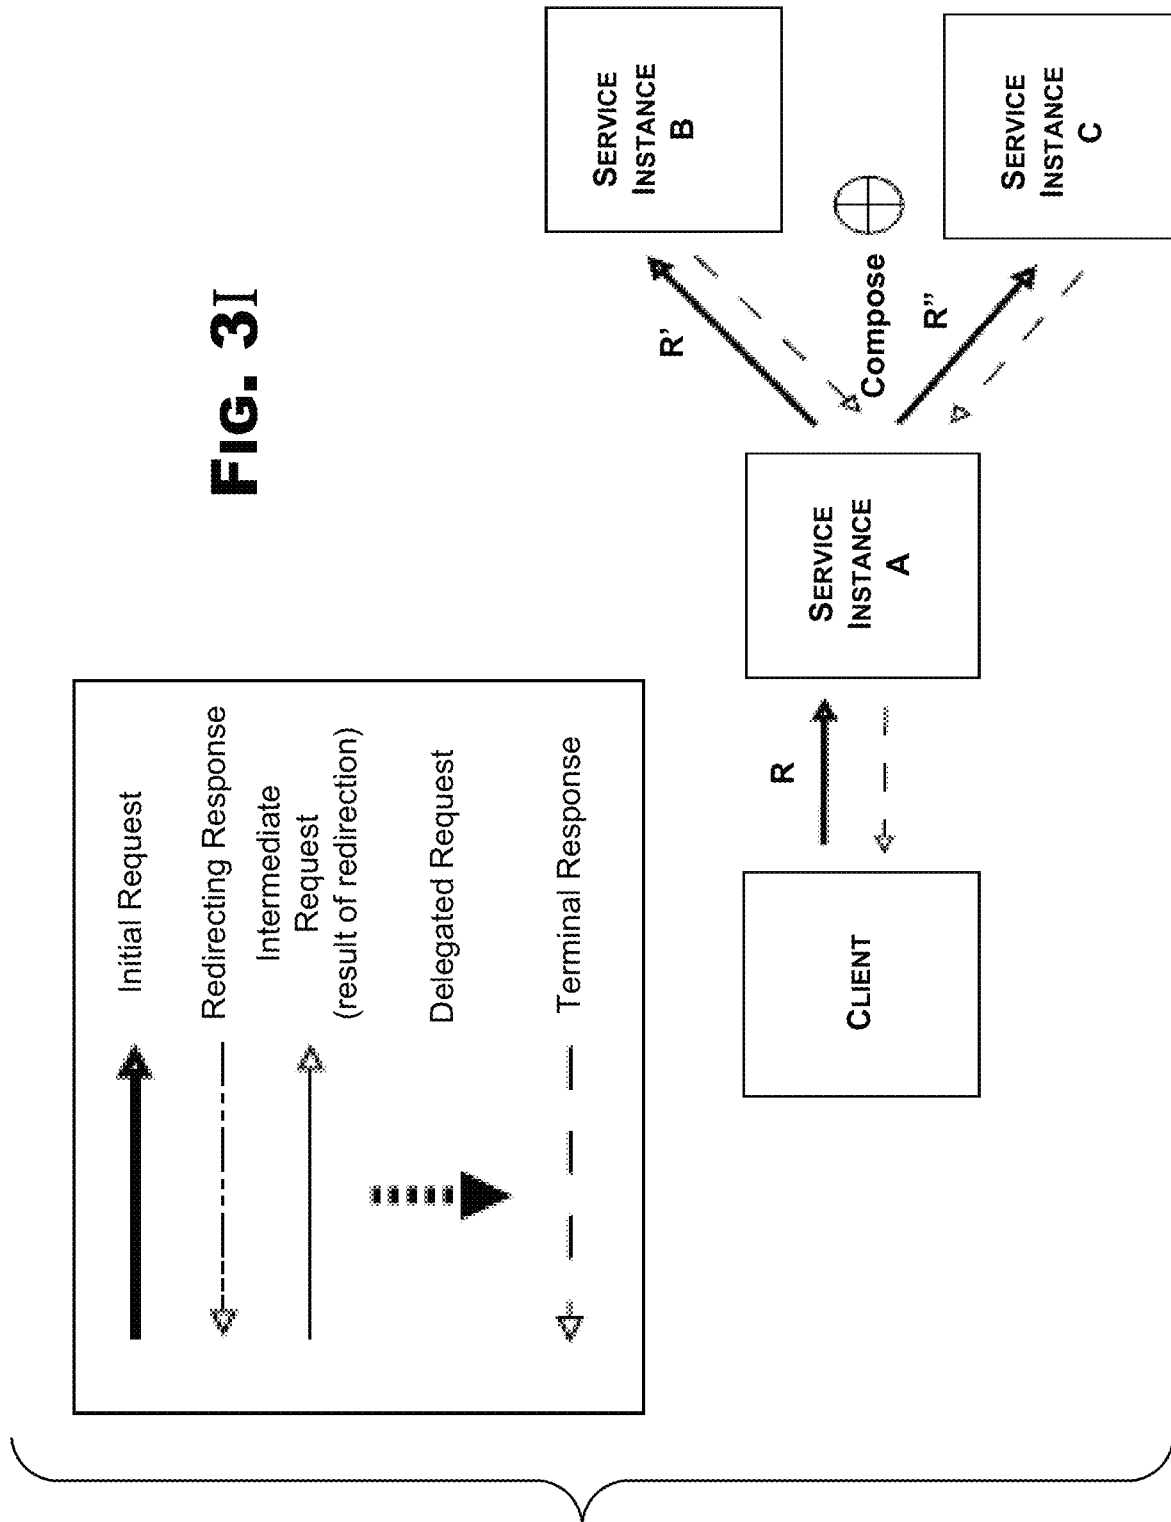 FIG. 3I
Initial Request
Redirecting Response
Intermediate
Request
(result of redirection)
Delegated Request
Terminal Response
CLIENT
R
SERVICE
INSTANCE
A
R'
Compose
R''
SERVICE
INSTANCE
B
SERVICE
INSTANCE
C